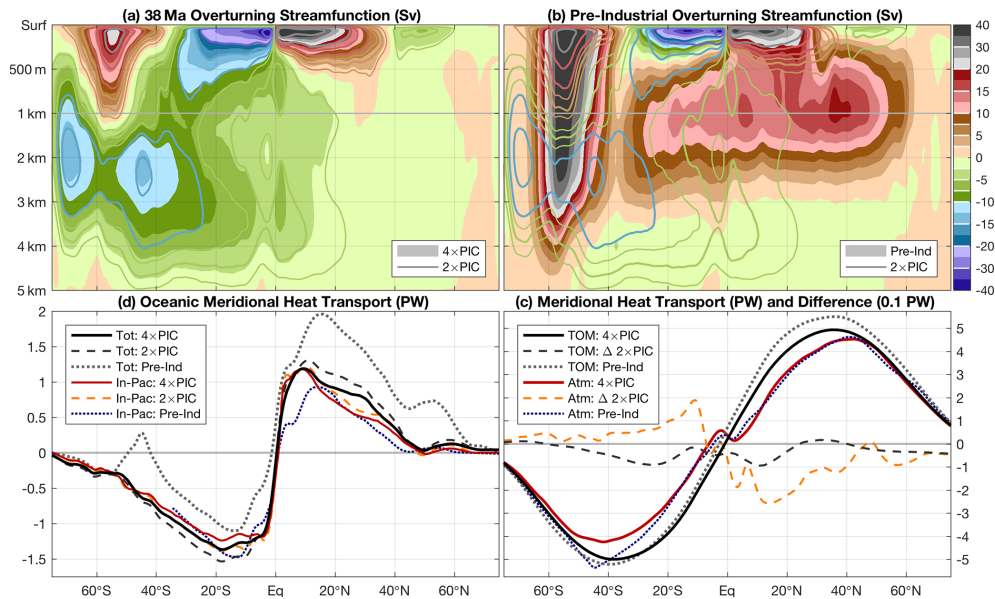 (a) 38 Ma Overturning Streamfunction (Sv)
(b) Pre-Industrial Overturning Streamfunction (Sv)
Surf
500 m
1 km
2 km
3 km
4 km
5 km
4×PIC
2×PIC
Pre-Ind
2×PIC
40
35
30
25
20
15
10
5
0
-5
-10
-15
-20
-25
-30
-35
-40
(d) Oceanic Meridional Heat Transport (PW)
(c) Meridional Heat Transport (PW) and Difference (0.1 PW)
2
1.5
1
0.5
0
-0.5
-1
-1.5
Tot: 4×PIC
Tot: 2×PIC
Tot: Pre-Ind
In-Pac: 4×PIC
In-Pac: 2×PIC
In-Pac: Pre-Ind
TOM: 4×PIC
TOM: Δ 2×PIC
TOM: Pre-Ind
Atm: 4×PIC
Atm: Δ 2×PIC
Atm: Pre-Ind
5
4
3
2
1
0
-1
-2
-3
-4
-5
60°S 40°S 20°S Eq 20°N 40°N 60°N
60°S 40°S 20°S Eq 20°N 40°N 60°N